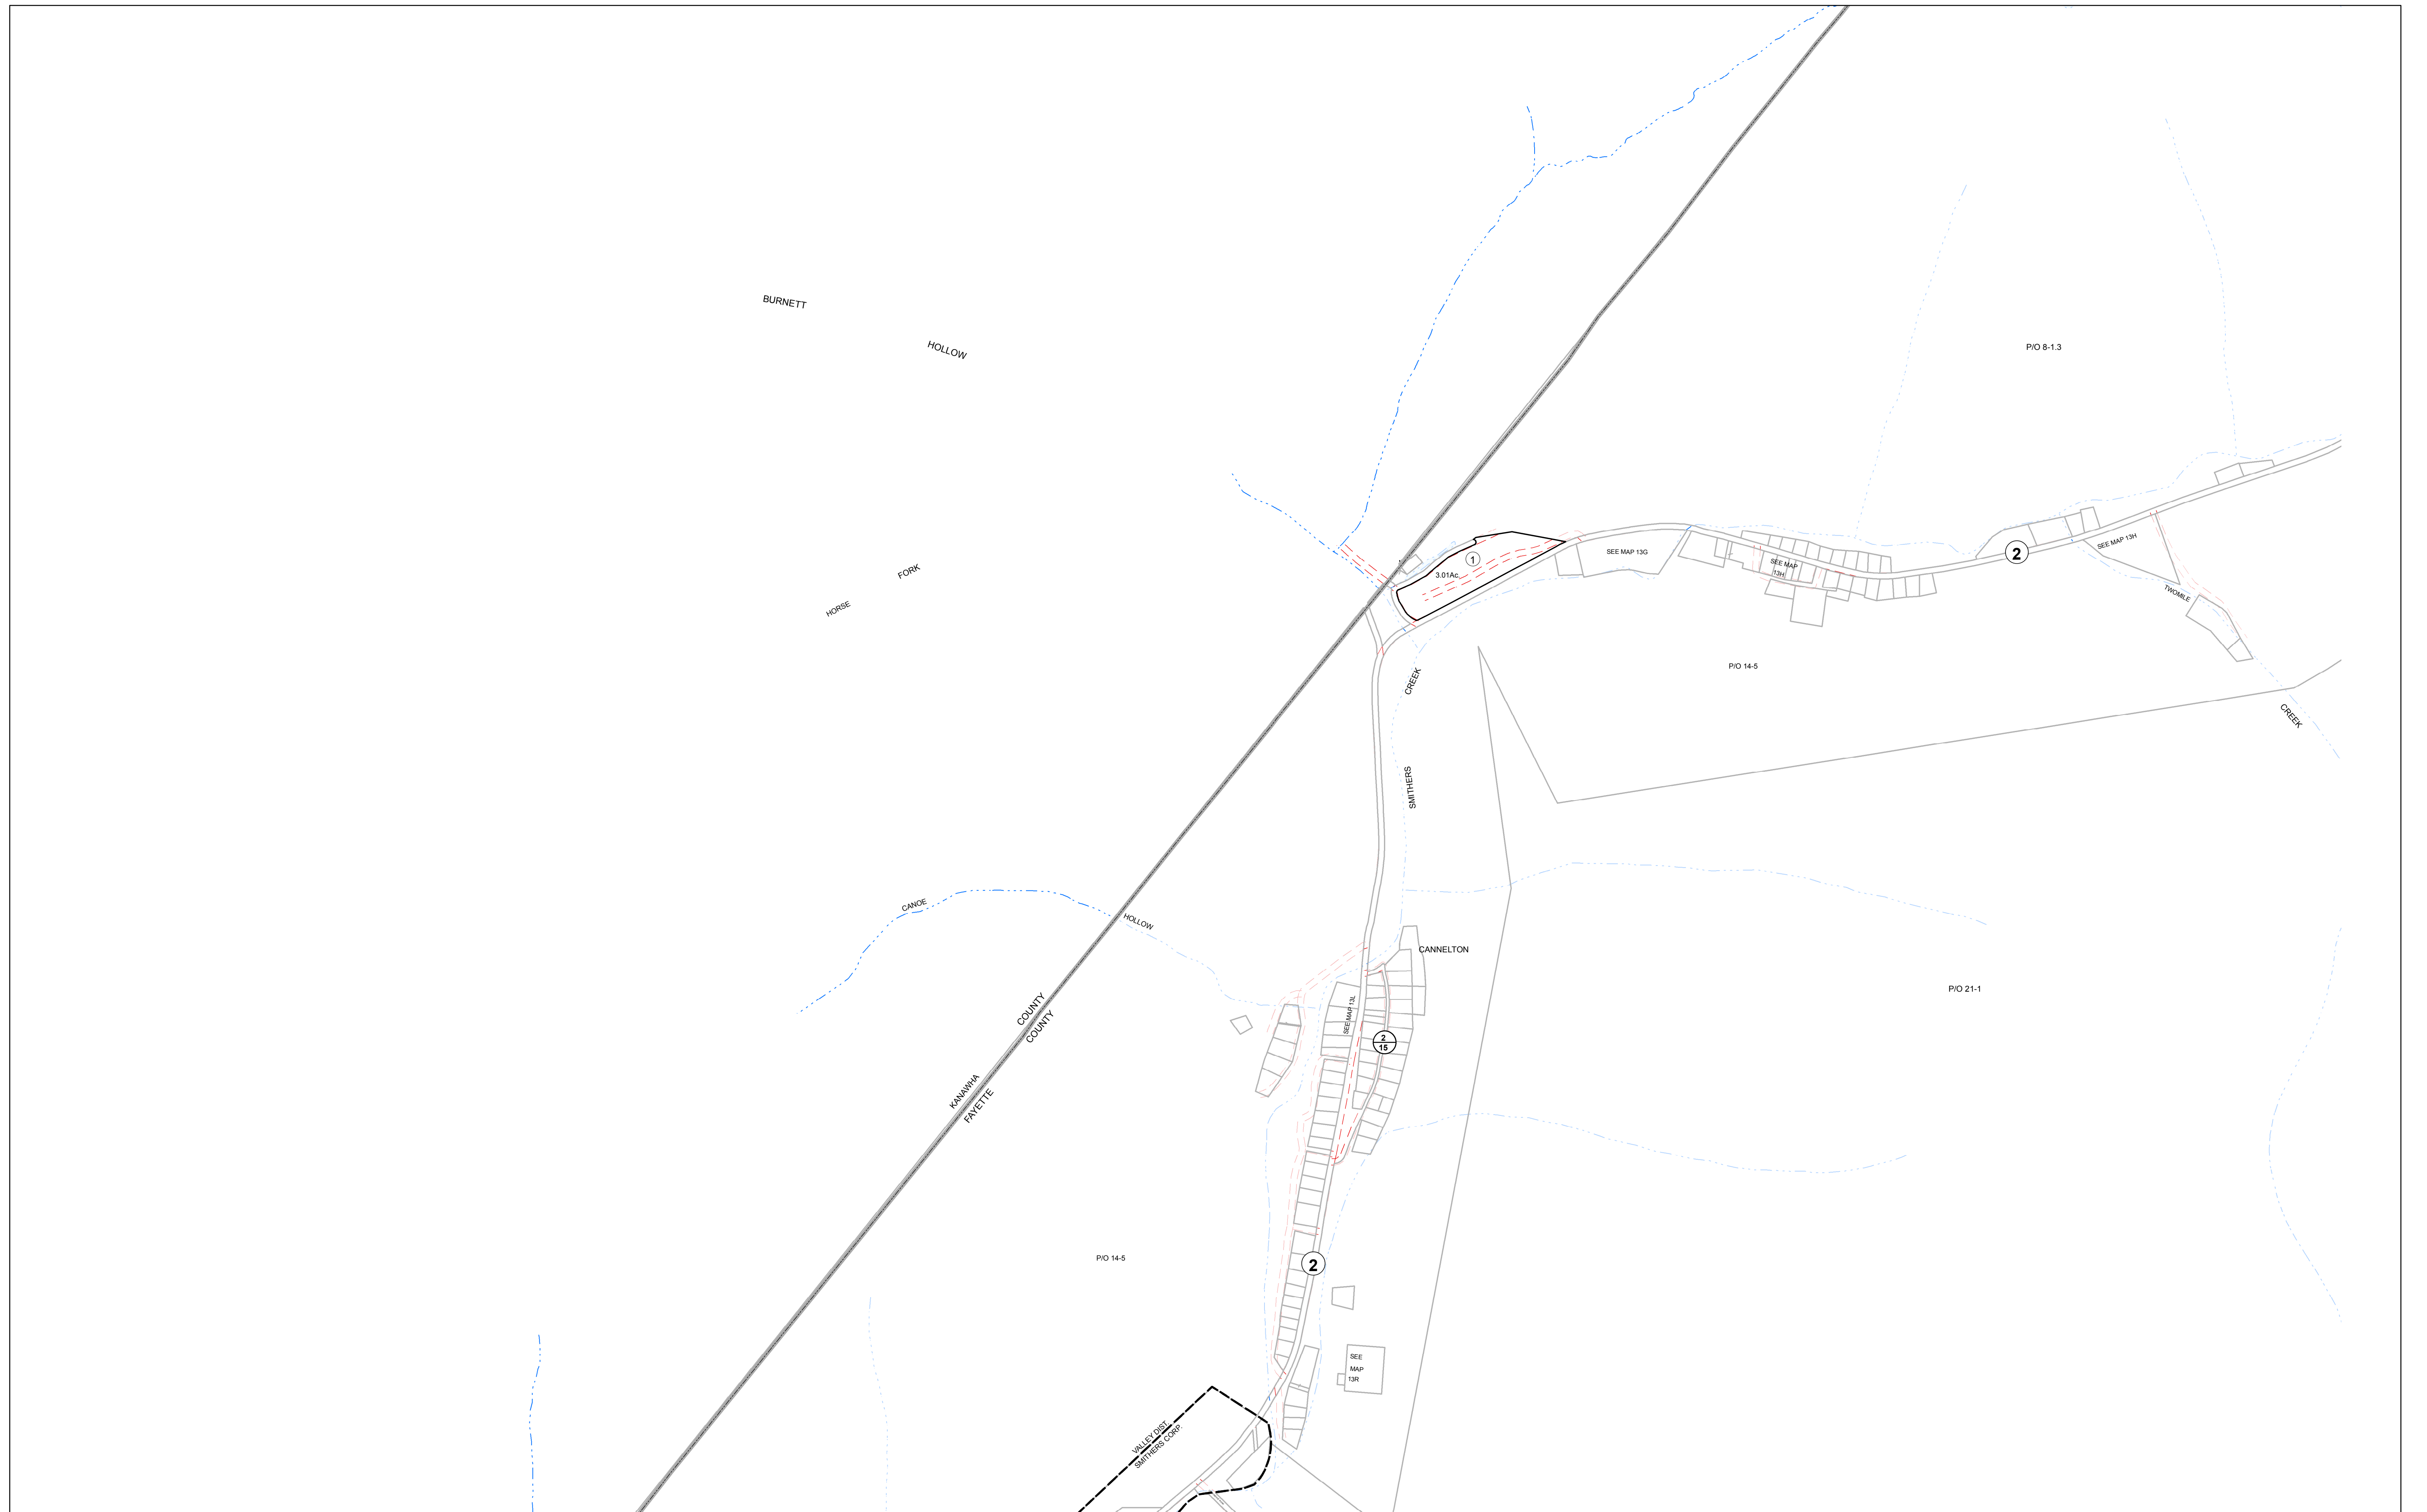 BURNETT
HOLLOW
P/O 8-1.3
SEE MAP 13G
2
SEE MAP 13H
SEE MAP
13H
1
3.01Ac.
FORK
HORSE
TWOMILE
CREEK
P/O 14-5
CREEK
SMITHERS
CANOE
HOLLOW
CANNELTON
P/O 21-1
KANAWHA COUNTY
FAYETTE COUNTY
SEE MAP 13L
2
15
P/O 14-5
2
SEE
MAP
13R
VALLEY DIST.
SMITHERS CORP.